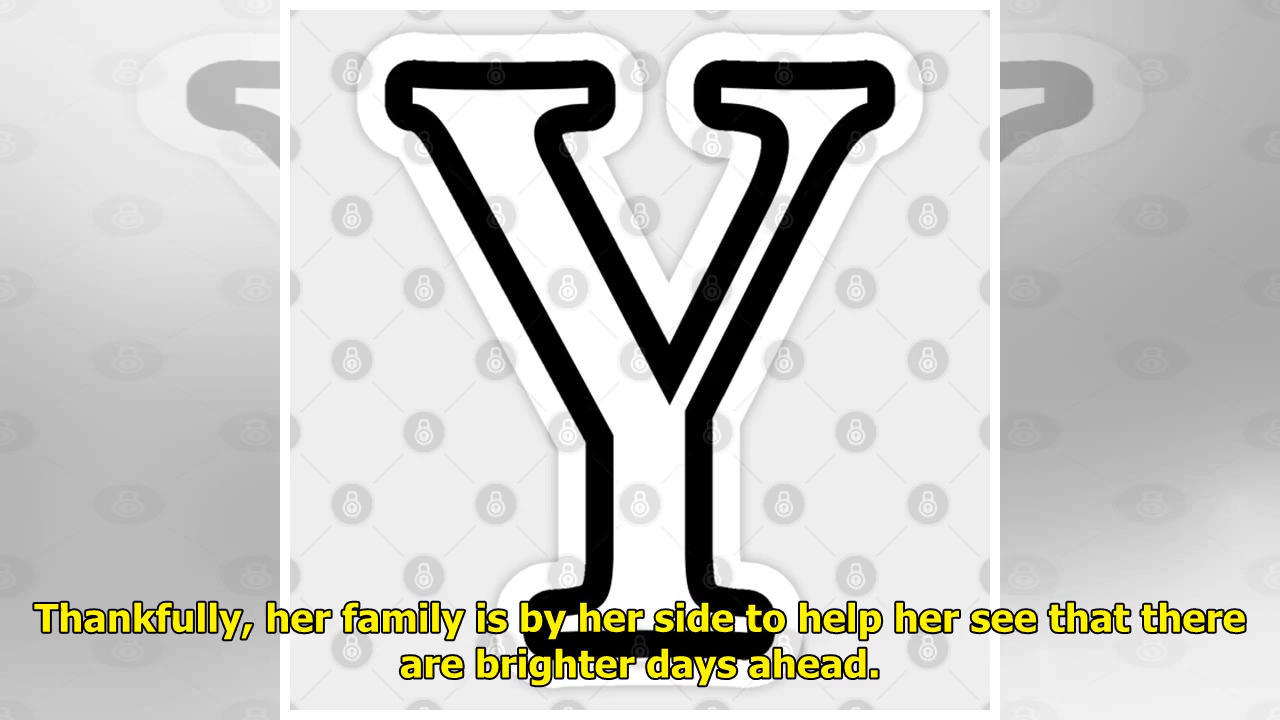 Y
Thankfully, her family is by her side to help her see that there
are brighter days ahead.